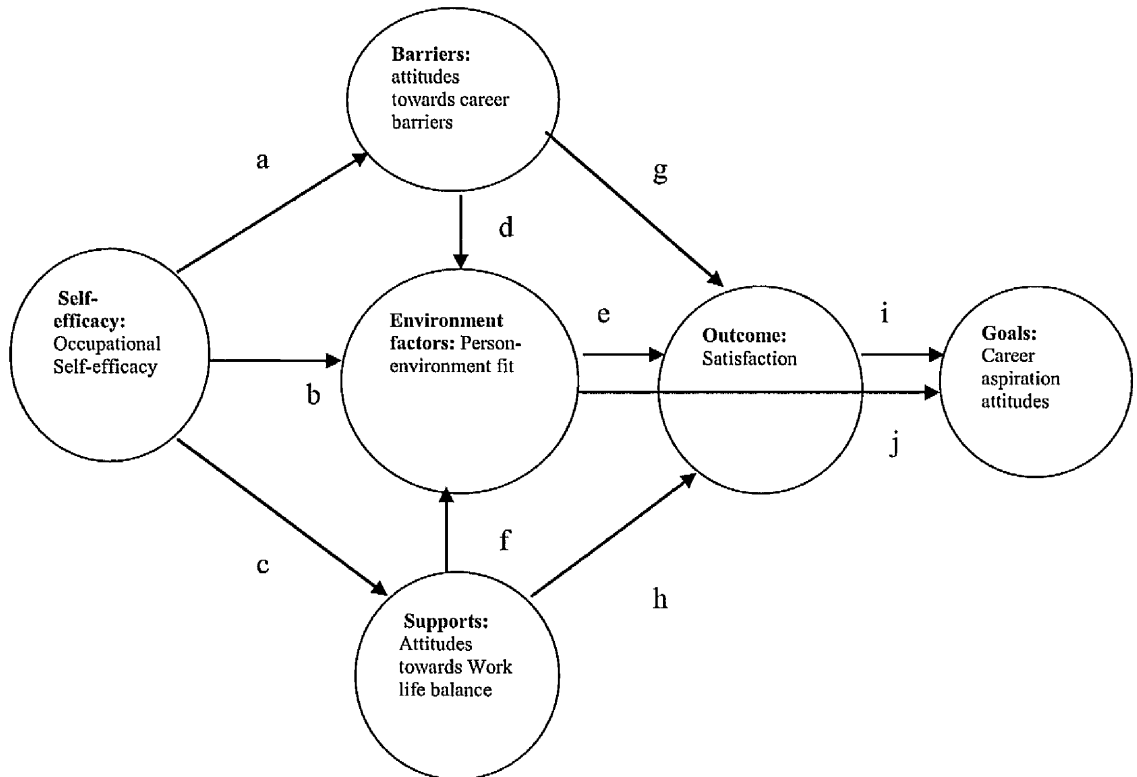 Barriers:
attitudes
towards career
barriers
a
g
d
Self-
efficacy:
Occupational
Self-efficacy
b
Environment
factors: Person-
environment fit
e
Outcome:
Satisfaction
i
Goals:
Career
aspiration
attitudes
j
c
f
h
Supports:
Attitudes
towards Work
life balance